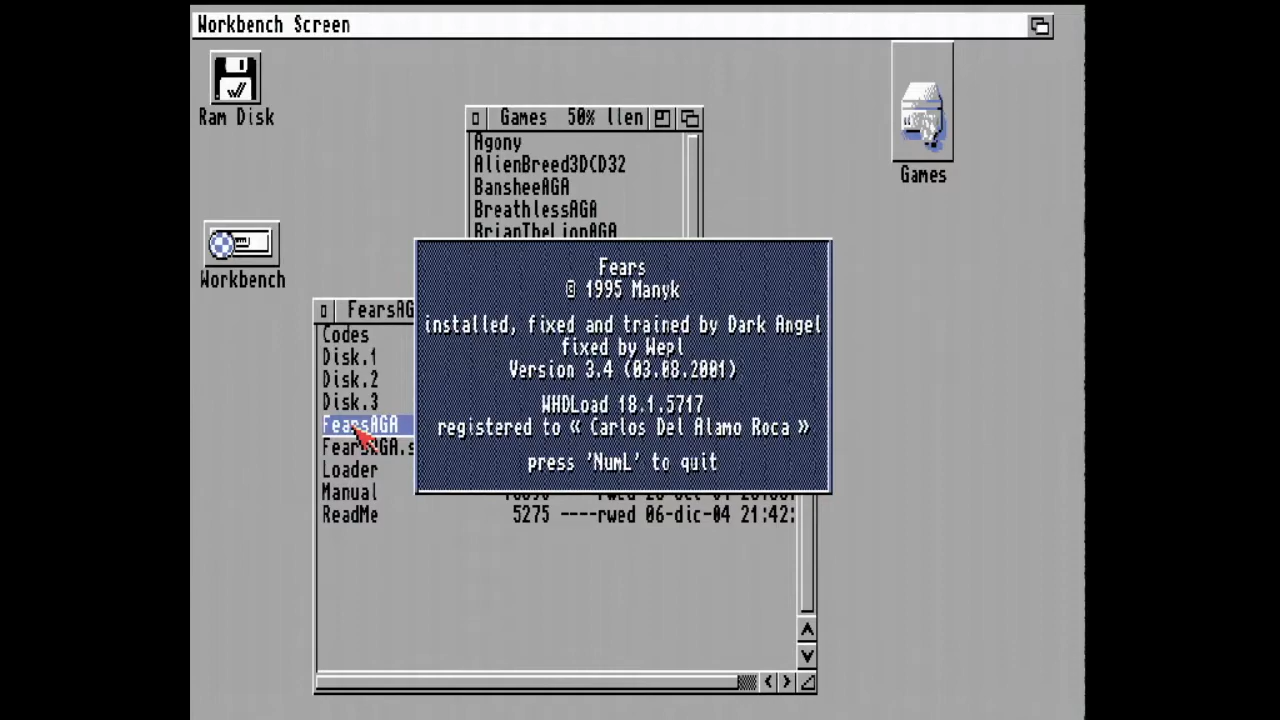 Workbench Screen
Ram Disk
Games 50% llen
Agony
AlienBreed3DCD32
BansheeAGA
BreathlessAGA
BrianTheLionAGA
Games
Workbench
FearsAG
Codes
Disk.1
Disk.2
Disk.3
FearsAGA
FearsAGA.s
Loader
Manual
ReadMe 5275 ----rwed 06-dic-04 21:42:
Fears
© 1995 Manyk
installed, fixed and trained by Dark Angel
fixed by Wepl
Version 3.4 (03.08.2001)
WHDLoad 18.1.5717
registered to « Carlos Del Alamo Roca »
press 'NumL' to quit